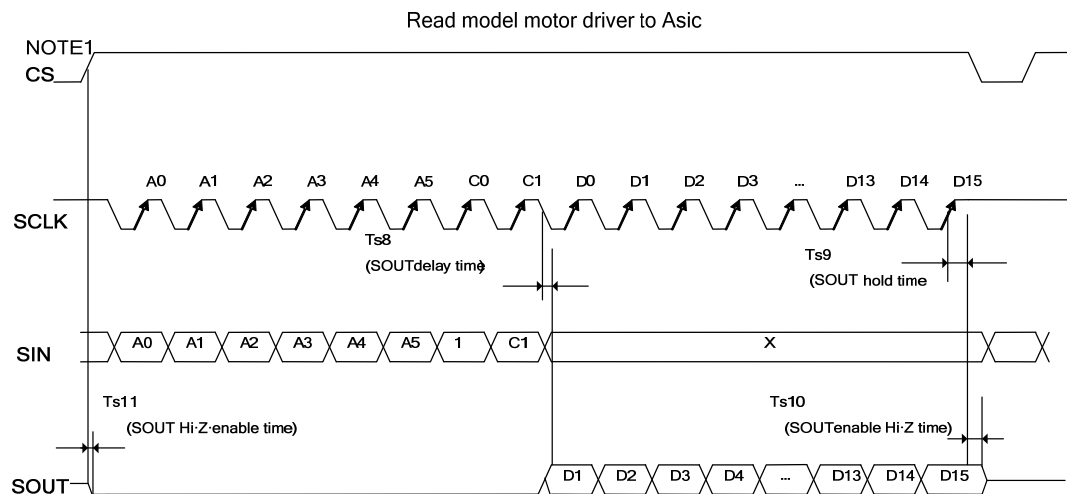 Read model motor driver to Asic
NOTE1
CS
A0 A1 A2 A3 A4 A5 C0 C1 D0 D1 D2 D3 ... D13 D14 D15
SCLK
Ts8
(SOUTdelay time)
Ts9
(SOUT hold time
SIN
A0 A1 A2 A3 A4 A5 1 C1 X
Ts11
(SOUT Hi-Z-enable time)
Ts10
(SOUTenable Hi-Z time)
SOUT
D1 D2 D3 D4 ... D13 D14 D15